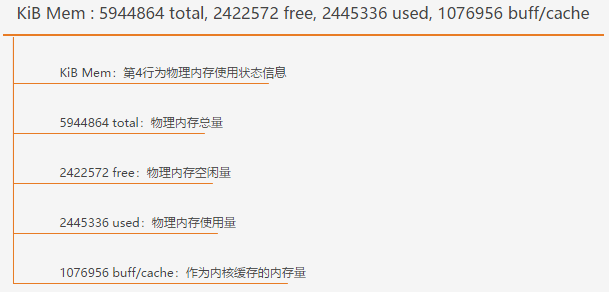 KiB Mem : 5944864 total, 2422572 free, 2445336 used, 1076956 buff/cache
KiB Mem：第4行为物理内存使用状态信息
5944864 total：物理内存总量
2422572 free：物理内存空闲量
2445336 used：物理内存使用量
1076956 buff/cache：作为内核缓存的内存量